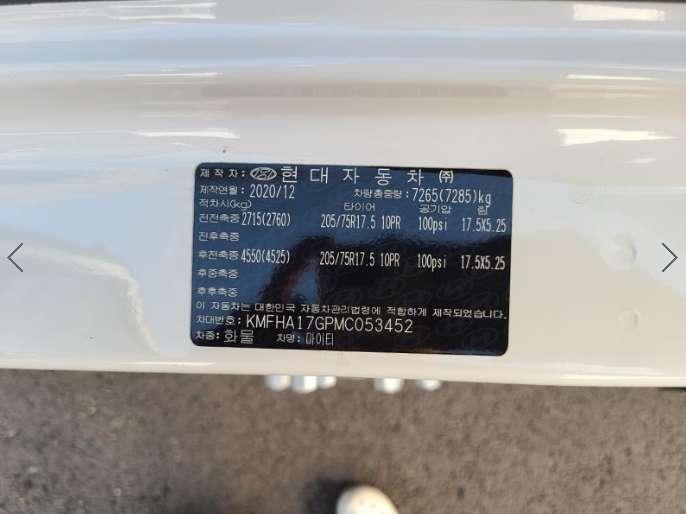 제작자: 현대자동차 ㈜
제작년월: 2020/12 차량총중량: 7265(7285)kg
적차시(kg) 타이어 공기압 림
전전축중 2715(2760) 205/75R17.5 10PR 100psi 17.5X5.25
전후축중
후전축중 4550(4525) 205/75R17.5 10PR 100psi 17.5X5.25
후중축중
후후축중
이 자동차는 대한민국 자동차관리법령에 적합하게 제작되었습니다.
차대번호: KMFHA17GPMC053452
차종: 화물 차명: 마이티